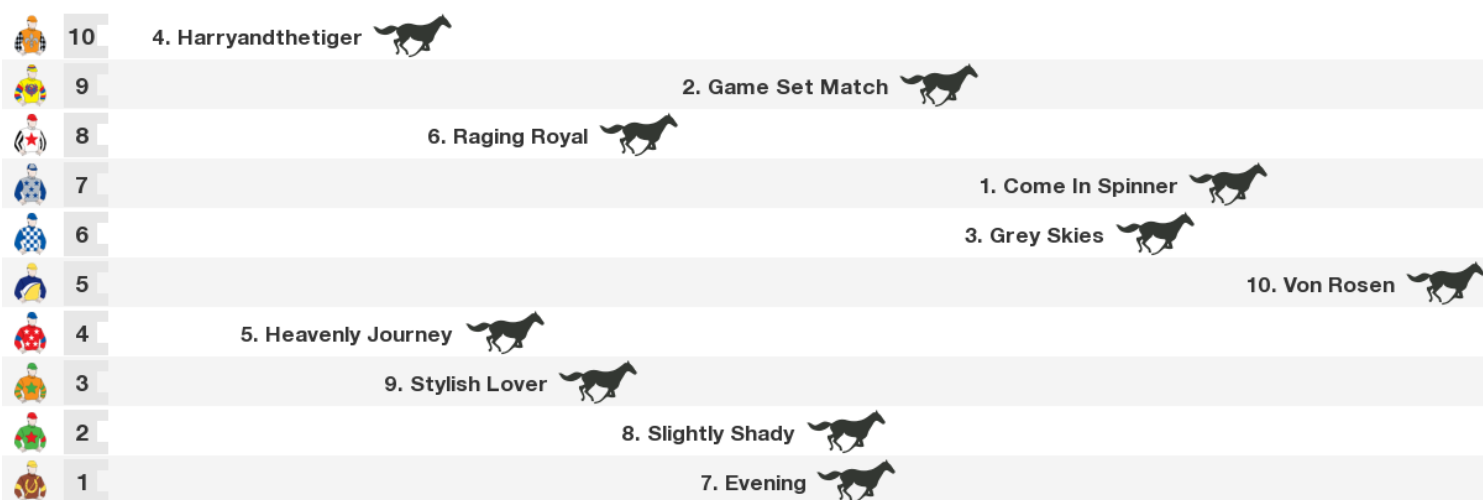 10 4. Harryandthetiger
9 2. Game Set Match
8 6. Raging Royal
7 1. Come In Spinner
6 3. Grey Skies
5 10. Von Rosen
4 5. Heavenly Journey
3 9. Stylish Lover
2 8. Slightly Shady
1 7. Evening